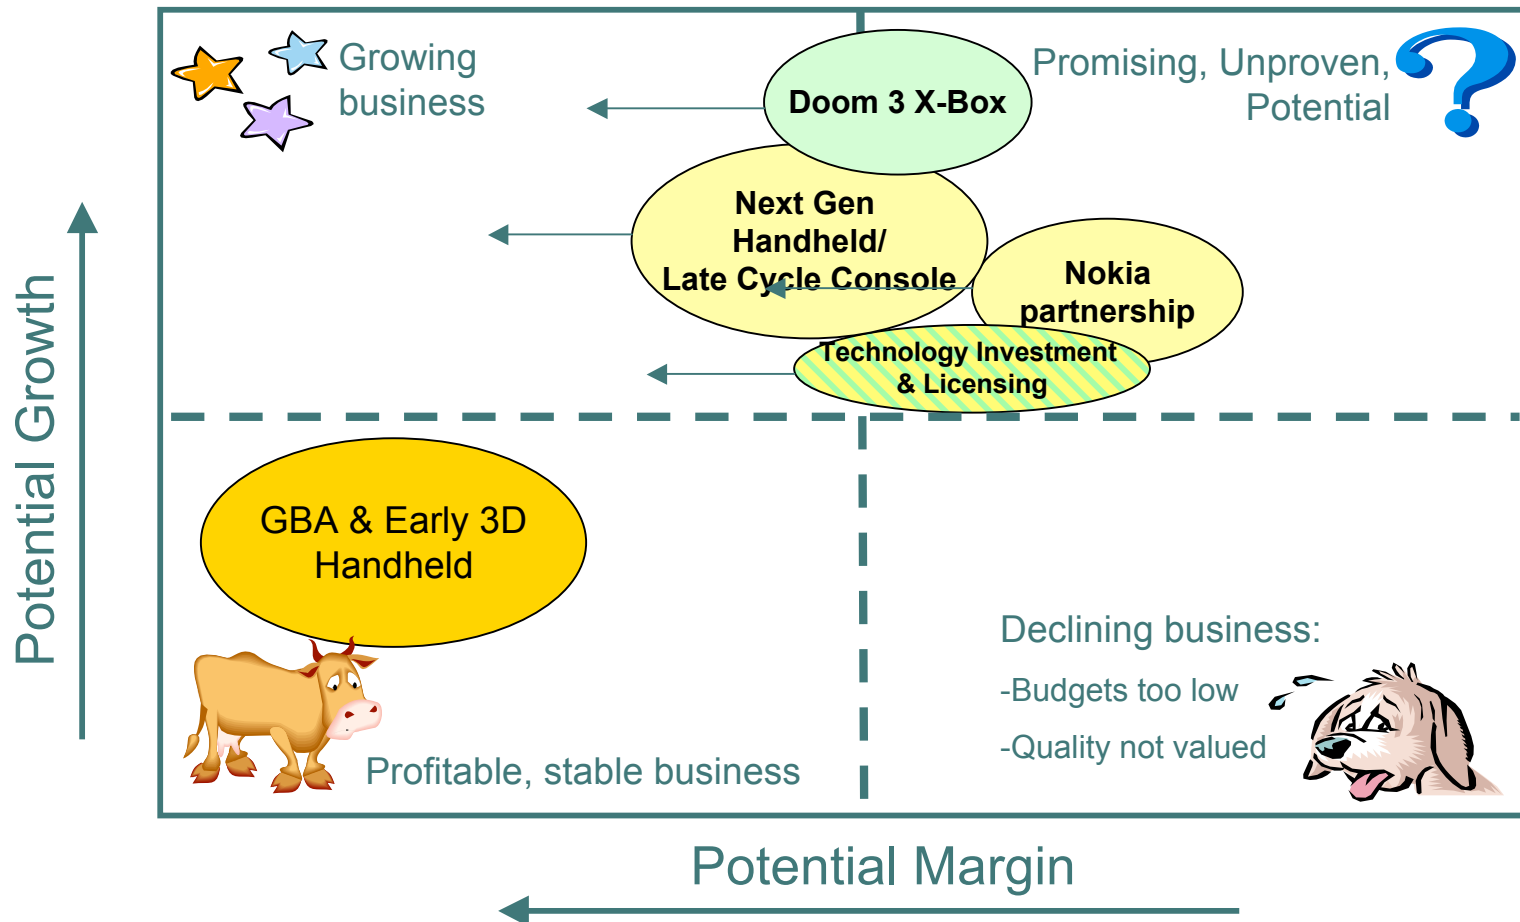 Growing
business
Promising, Unproven,
Potential
Doom 3 X-Box
Next Gen
Handheld/
Late Cycle Console
Nokia
partnership
Technology Investment
& Licensing
Potential Growth
GBA & Early 3D
Handheld
Profitable, stable business
Declining business:
-Budgets too low
-Quality not valued
Potential Margin